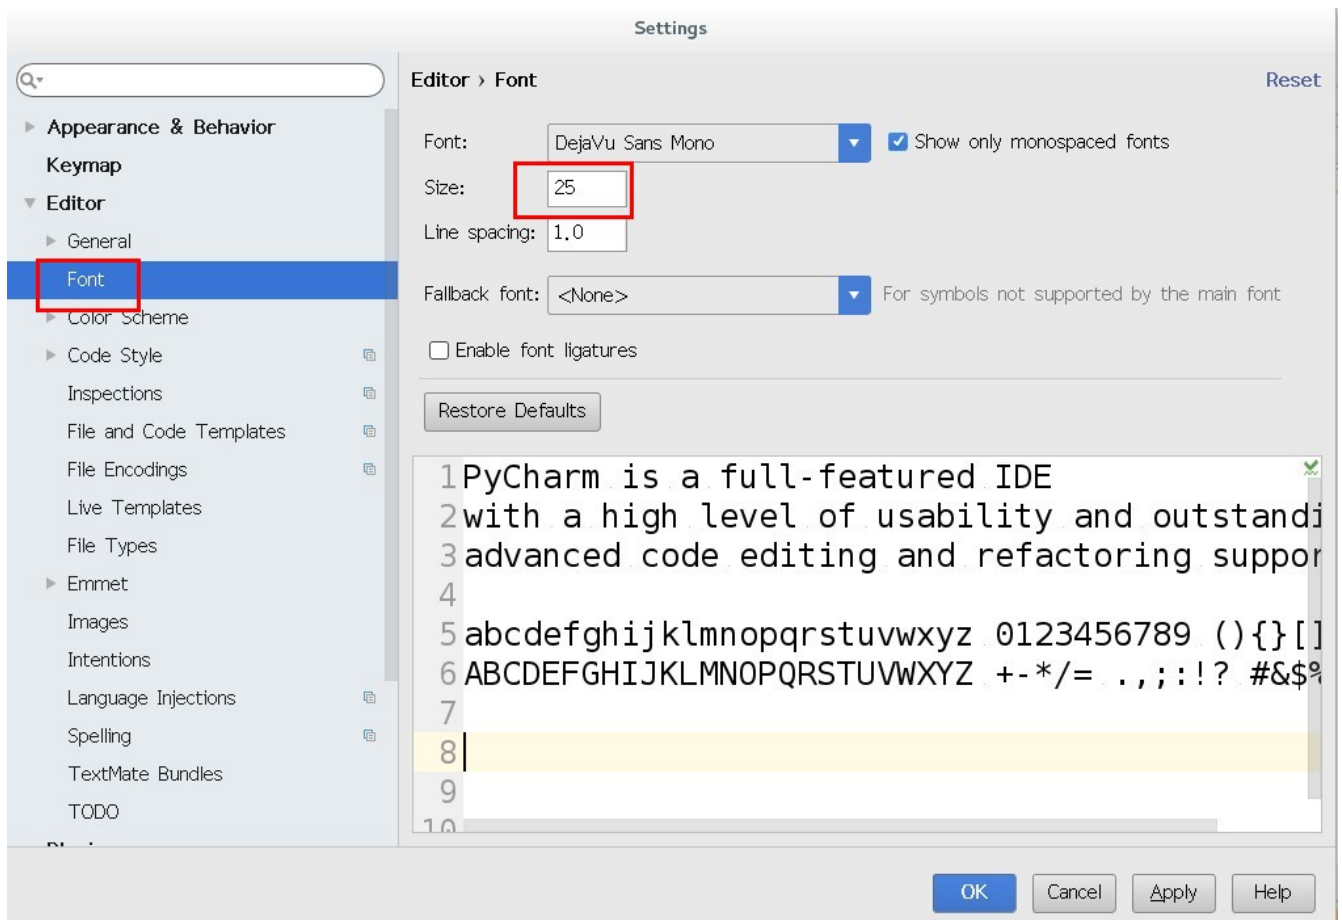 Settings
Appearance & Behavior
Keymap
Editor
General
Font
Color Scheme
Code Style
Inspections
File and Code Templates
File Encodings
Live Templates
File Types
Emmet
Images
Intentions
Language Injections
Spelling
TextMate Bundles
TODO
Editor › Font
Reset
Font: DejaVu Sans Mono Show only monospaced fonts
Size: 25
Line spacing: 1.0
Fallback font: <None> For symbols not supported by the main font
Enable font ligatures
Restore Defaults
1 PyCharm is a full-featured IDE
2 with a high level of usability and outstandi
3 advanced code editing and refactoring suppor
4
5 abcdefghijklmnopqrstuvwxyz 0123456789 (){}[]
6 ABCDEFGHIJKLMNOPQRSTUVWXYZ +-*/= .,;:!? #&$%
7
8
9
10
OK Cancel Apply Help